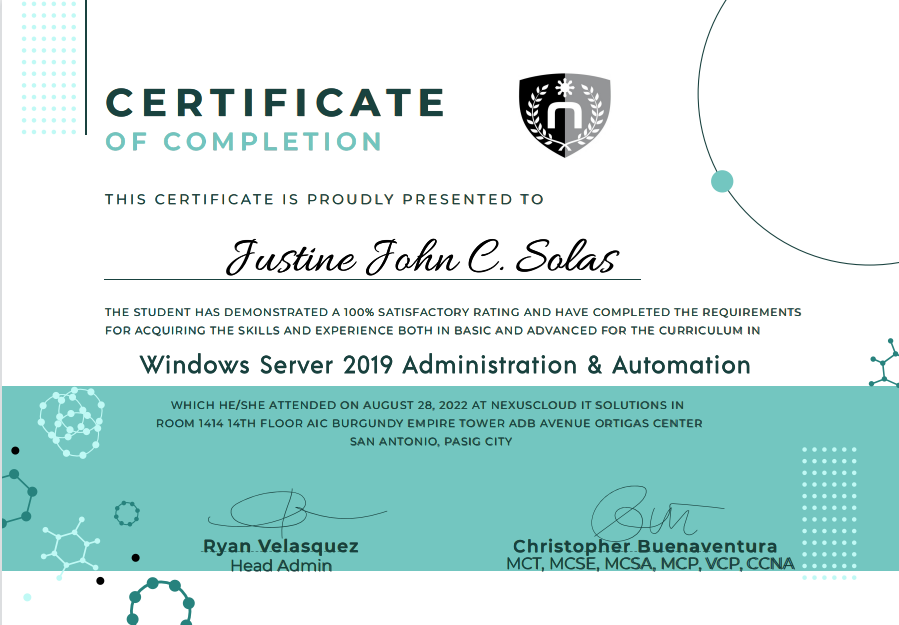 CERTIFICATE
OF COMPLETION
n
THIS CERTIFICATE IS PROUDLY PRESENTED TO
Justine John C. Solas
THE STUDENT HAS DEMONSTRATED A 100% SATISFACTORY RATING AND HAVE COMPLETED THE REQUIREMENTS
FOR ACQUIRING THE SKILLS AND EXPERIENCE BOTH IN BASIC AND ADVANCED FOR THE CURRICULUM IN
Windows Server 2019 Administration & Automation
WHICH HE/SHE ATTENDED ON AUGUST 28, 2022 AT NEXUSCLOUD IT SOLUTIONS IN
ROOM 1414 14TH FLOOR AIC BURGUNDY EMPIRE TOWER ADB AVENUE ORTIGAS CENTER
SAN ANTONIO, PASIG CITY
Ryan Velasquez
Head Admin
Christopher Buenaventura
MCT, MCSE, MCSA, MCP, VCP, CCNA